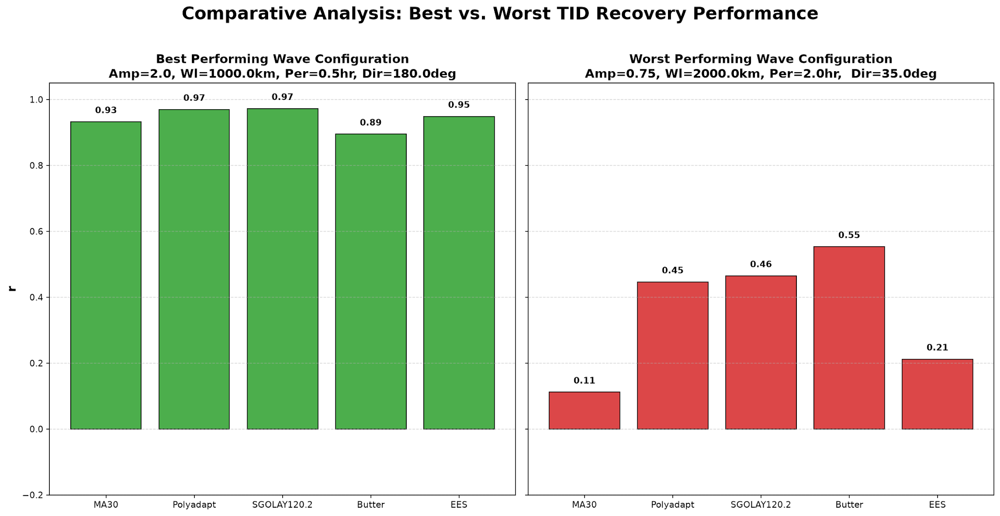 Comparative Analysis: Best vs. Worst TID Recovery Performance
Best Performing Wave Configuration
Amp=2.0, Wl=1000.0km, Per=0.5hr, Dir=180.0deg
r
1.0
0.8
0.6
0.4
0.2
0.0
−0.2
0.93
0.97
0.97
0.89
0.95
MA30
Polyadapt
SGOLAY120.2
Butter
EES
Worst Performing Wave Configuration
Amp=0.75, Wl=2000.0km, Per=2.0hr,  Dir=35.0deg
0.11
0.45
0.46
0.55
0.21
MA30
Polyadapt
SGOLAY120.2
Butter
EES